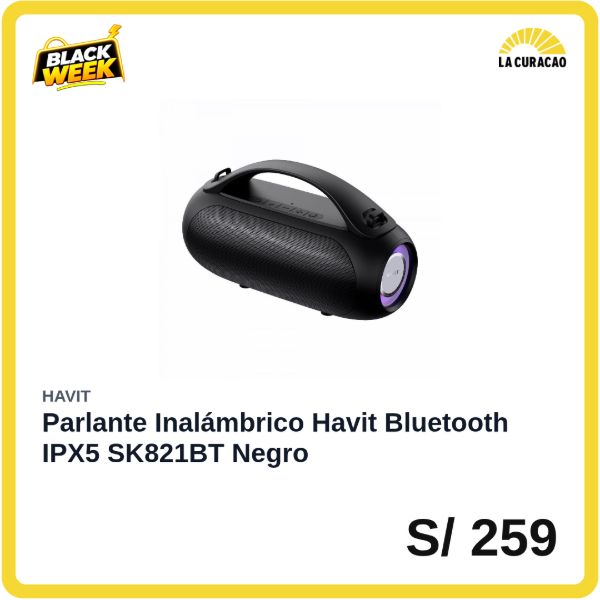 BLACK
WEEK
LA CURACAO
HAVIT
Parlante Inalámbrico Havit Bluetooth
IPX5 SK821BT Negro
S/ 259